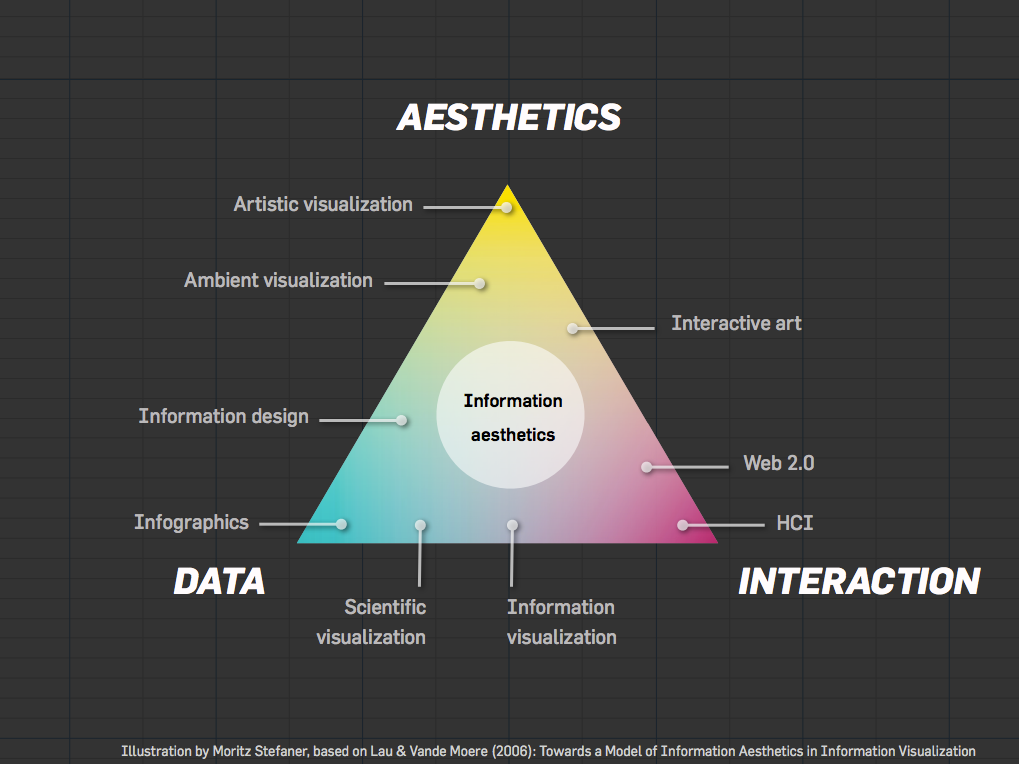 AESTHETICS
Artistic visualization
Ambient visualization
Interactive art
Information
aesthetics
Information design
Web 2.0
Infographics
HCI
DATA
INTERACTION
Scientific
visualization
Information
visualization
Illustration by Moritz Stefaner, based on Lau & Vande Moere (2006): Towards a Model of Information Aesthetics in Information Visualization